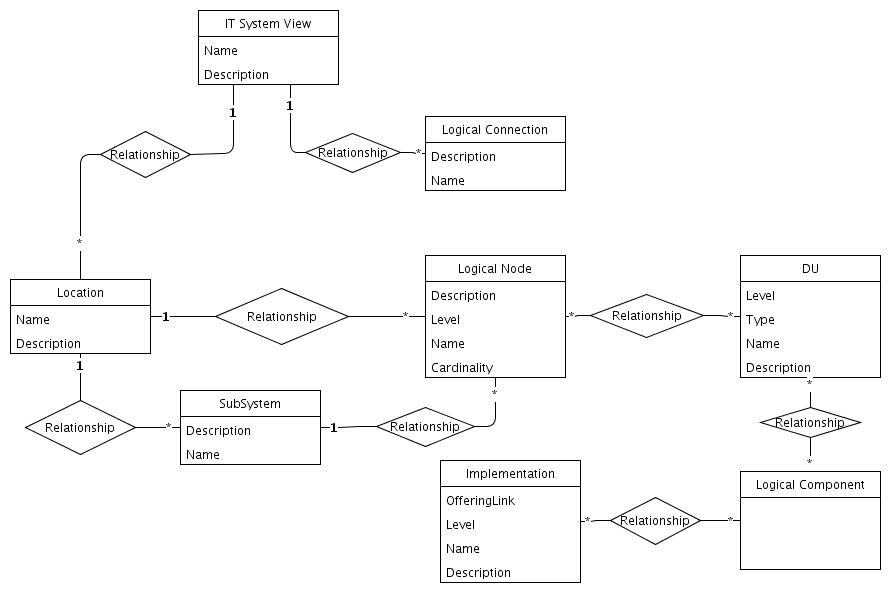 IT System View
Name
Description
1
1
Relationship
Relationship
*
Logical Connection
Description
Name
*
Location
Name
Description
1
Relationship
*
Logical Node
Description
Level
Name
Cardinality
*
Relationship
*
DU
Level
Type
Name
Description
1
Relationship
*
SubSystem
Description
Name
1
Relationship
*
*
Relationship
*
Implementation
OfferingLink
Level
Name
Description
*
Relationship
*
Logical Component